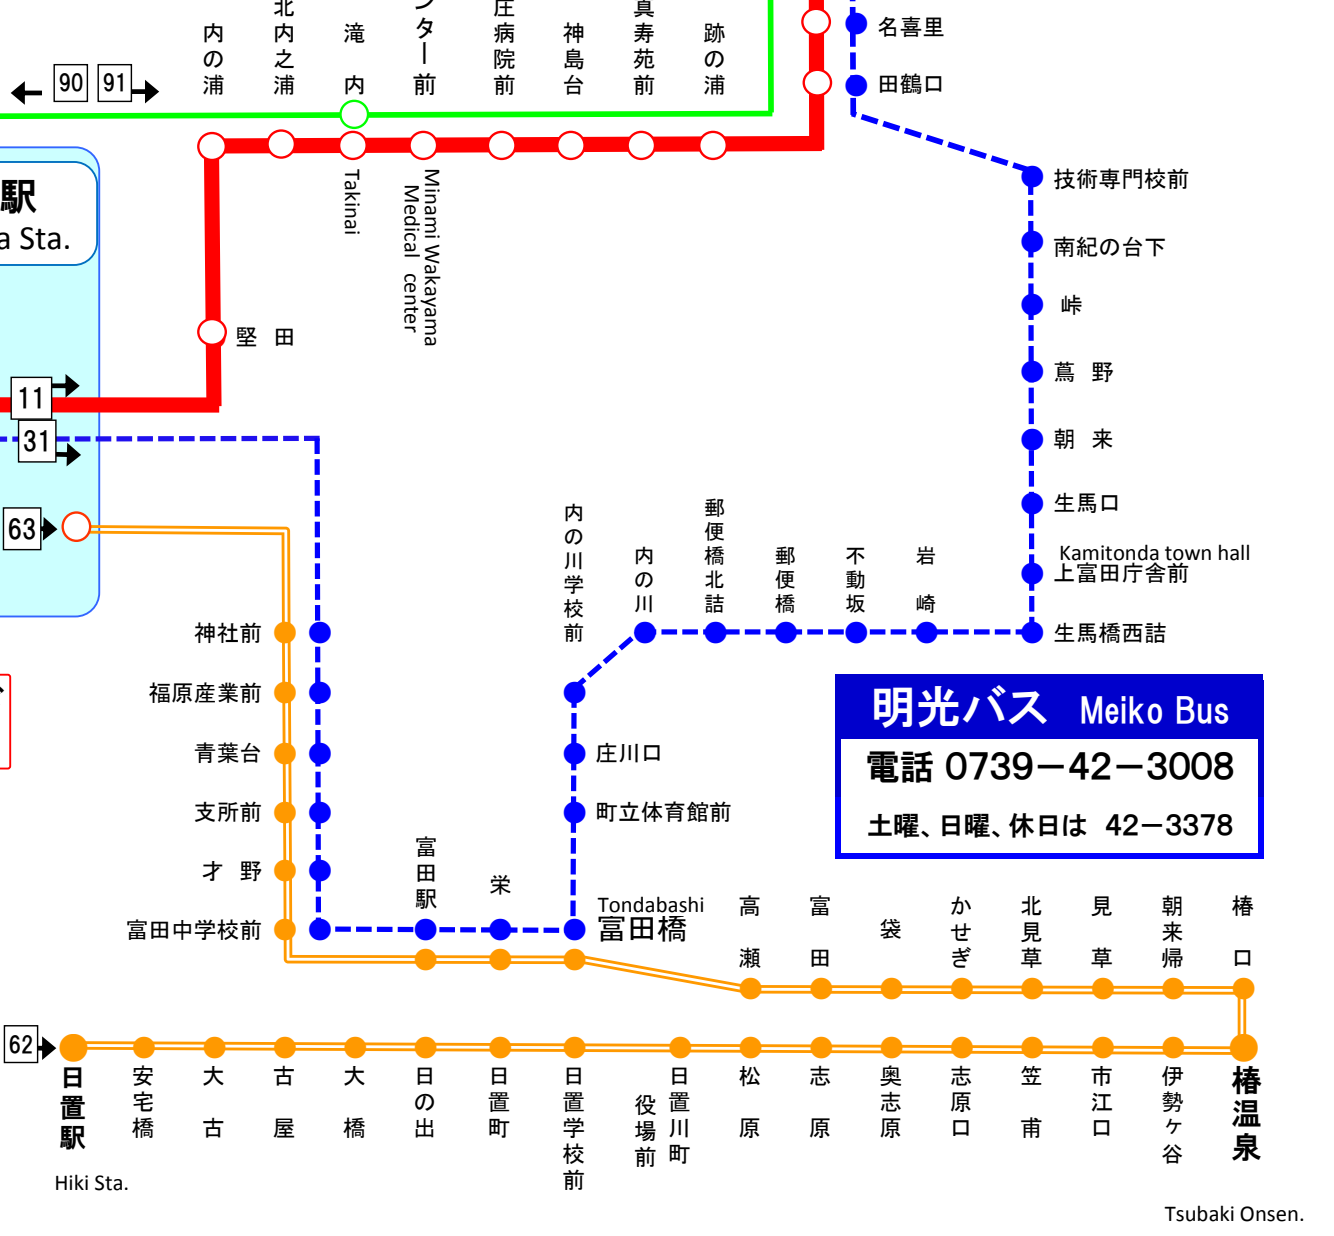 北内之浦
ンター前
庄病院前
真寿苑前
内の浦
滝内
神島台
跡の浦
名喜里
田鶴口
90
91
Takinai
Minami Wakayama
Medical center
技術専門校前
駅
a Sta.
南紀の台下
峠
堅田
蔦野
11
31
朝来
63
生馬口
内の川学校前
内の川
郵便橋北詰
郵便橋
不動坂
岩崎
Kamitonda town hall
上富田庁舎前
神社前
生馬橋西詰
福原産業前
青葉台
庄川口
支所前
町立体育館前
才野
富田中学校前
富田駅
栄
Tondabashi
富田橋
明光バス Meiko Bus
電話 0739－42－3008
土曜、日曜、休日は 42－3378
高瀬
富田
袋
かせぎ
北見草
見草
朝来帰
椿口
62
日置駅
安宅橋
大古
古屋
大橋
日の出
日置町
日置学校前
日置川町
役場前
松原
志原
奥志原
志原口
笠甫
市江口
伊勢ヶ谷
椿温泉
Hiki Sta.
Tsubaki Onsen.